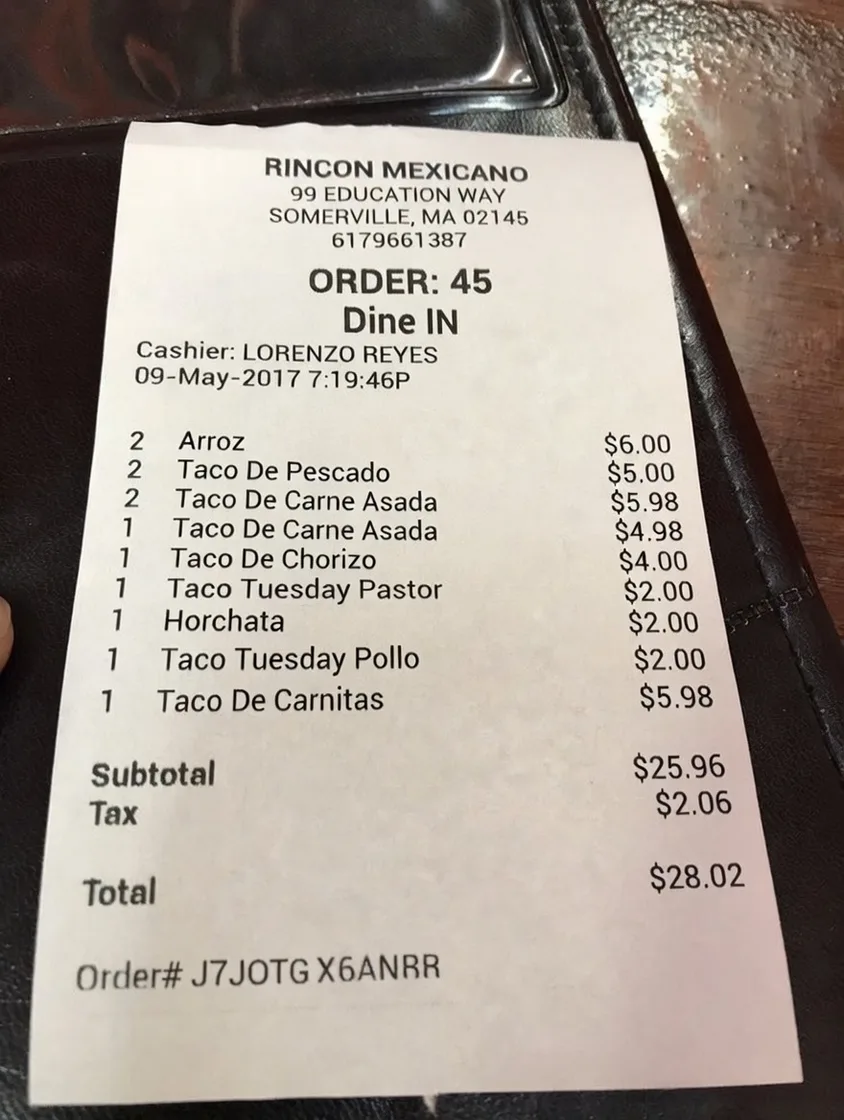 RINCON MEXICANO
99 EDUCATION WAY
SOMERVILLE, MA 02145
6179661387
ORDER: 45
Dine IN
Cashier: LORENZO REYES
09-May-2017 7:19:46P
2 Arroz $6.00
2 Taco De Pescado $5.00
2 Taco De Carne Asada $5.98
1 Taco De Carne Asada $4.98
1 Taco De Chorizo $4.00
1 Taco Tuesday Pastor $2.00
1 Horchata $2.00
1 Taco Tuesday Pollo $2.00
1 Taco De Carnitas $5.98
Subtotal $25.96
Tax $2.06
Total $28.02
Order# J7JOTG X6ANRR